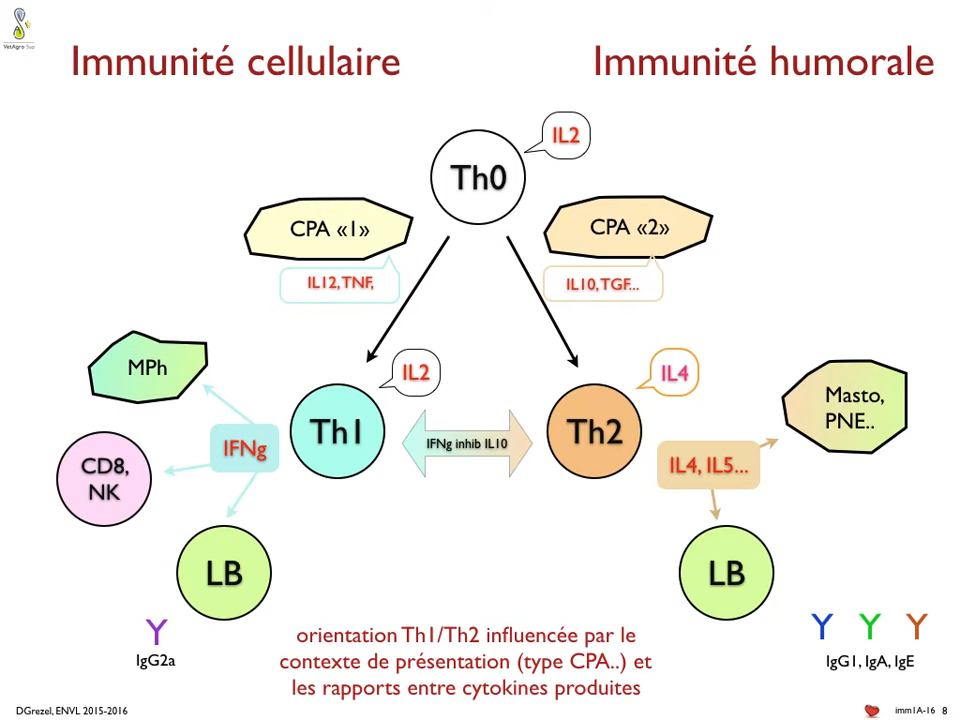 VetAgro Sup
Immunité cellulaire
Immunité humorale
IL2
Th0
CPA «1»
CPA «2»
IL12, TNF,
IL10, TGF...
MPh
IL2
IL4
Masto,
PNE..
Th1
Th2
IFNg
IFNg inhib IL10
IL4, IL5...
CD8,
NK
LB
LB
Y
Y Y Y
IgG2a
IgG1, IgA, IgE
orientation Th1/Th2 influencée par le
contexte de présentation (type CPA..) et
les rapports entre cytokines produites
DGrezel, ENVL 2015-2016
imm1A-16 8